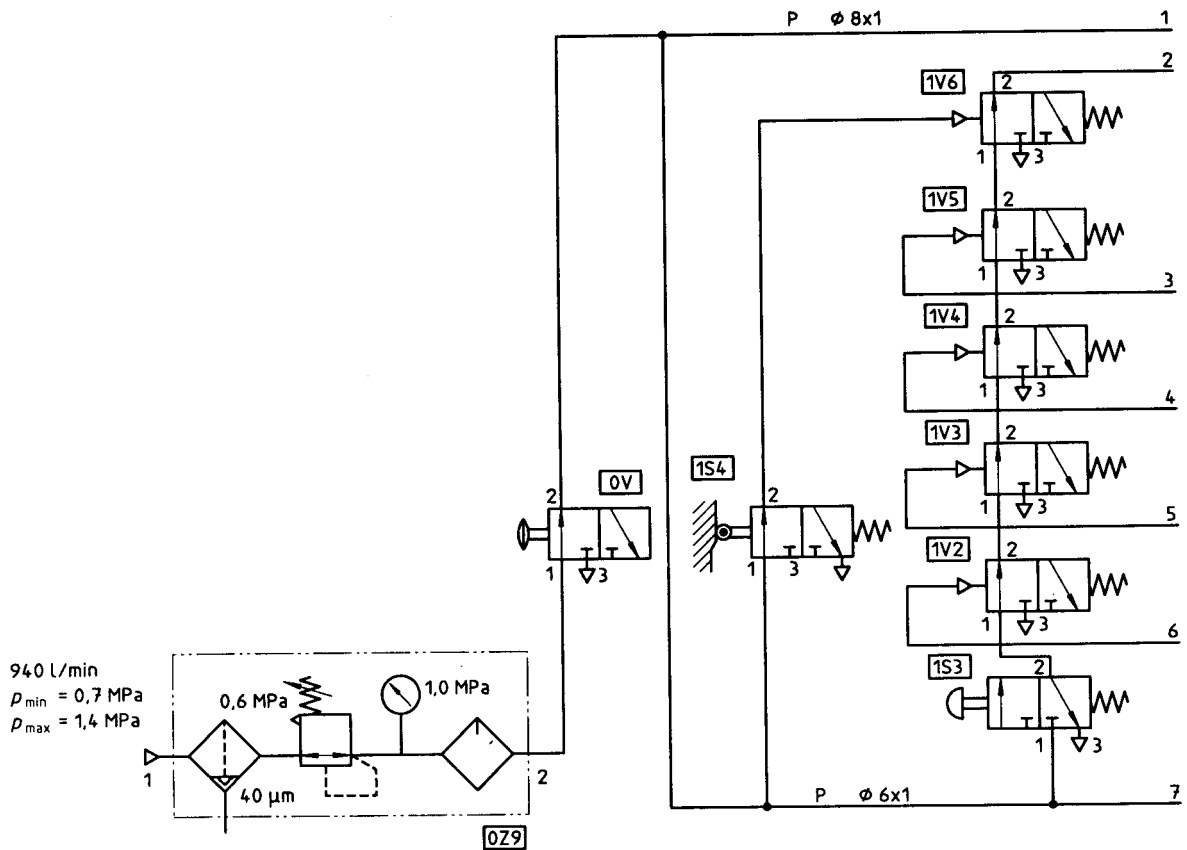 P ⌀ 8x1 1
2
1V6 2
1 3
1V5 2
1 3
3
1V4 2
1 3
4
0V 2
1 3
1S4 2
1 3
1V3 2
1 3
5
1V2 2
1 3
6
1S3 2
1 3
940 l/min
pmin = 0,7 MPa
pmax = 1,4 MPa
0,6 MPa
1,0 MPa
1
40 µm
2
P ⌀ 6x1 7
0Z9